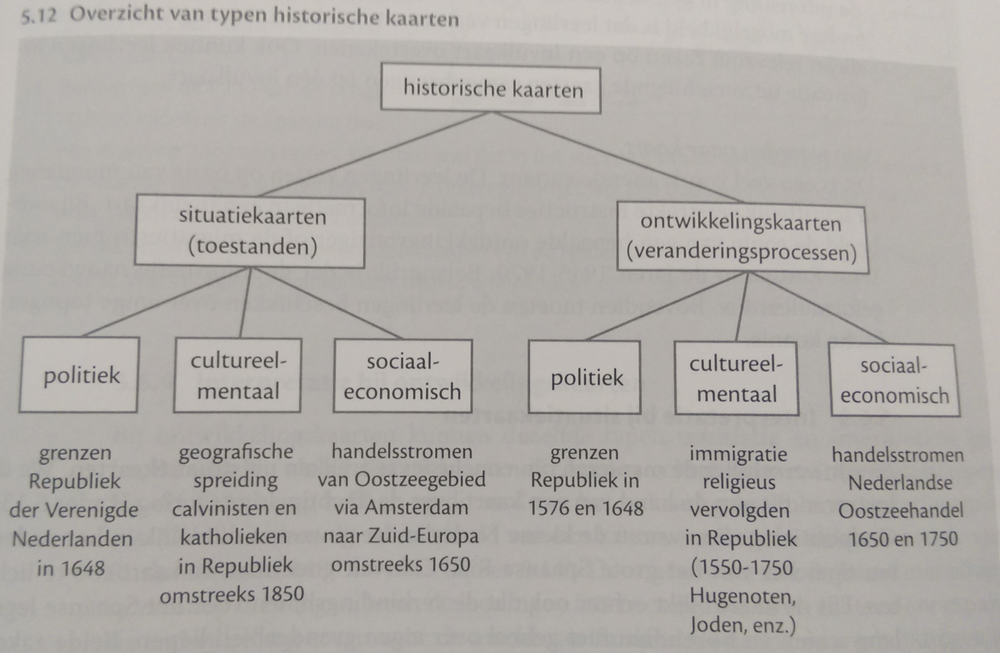 5.12 Overzicht van typen historische kaarten
historische kaarten
situatiekaarten
(toestanden)
ontwikkelingskaarten
(veranderingsprocessen)
politiek
cultureel-
mentaal
sociaal-
economisch
politiek
cultureel-
mentaal
sociaal-
economisch
grenzen
Republiek
der Verenigde
Nederlanden
in 1648
geografische
spreiding
calvinisten en
katholieken
in Republiek
omstreeks 1850
handelsstromen
van Oostzeegebied
via Amsterdam
naar Zuid-Europa
omstreeks 1650
grenzen
Republiek in
1576 en 1648
immigratie
religieus
vervolgden
in Republiek
(1550-1750
Hugenoten,
Joden, enz.)
handelsstromen
Nederlandse
Oostzeehandel
1650 en 1750